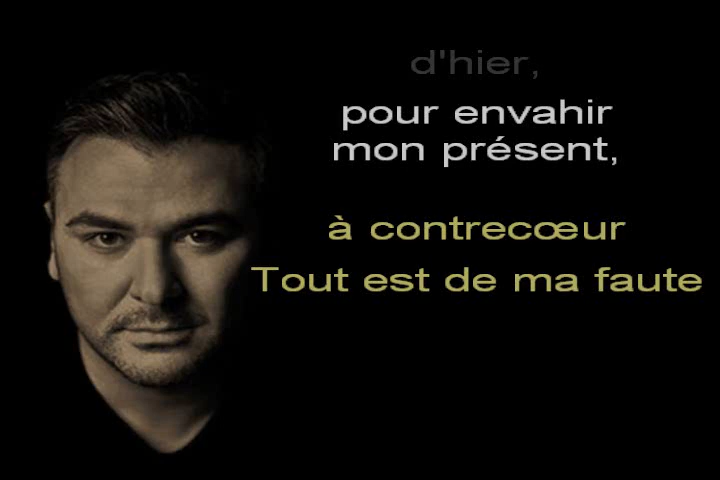 d'hier,
pour envahir
mon présent,
à contrecœur
Tout est de ma faute